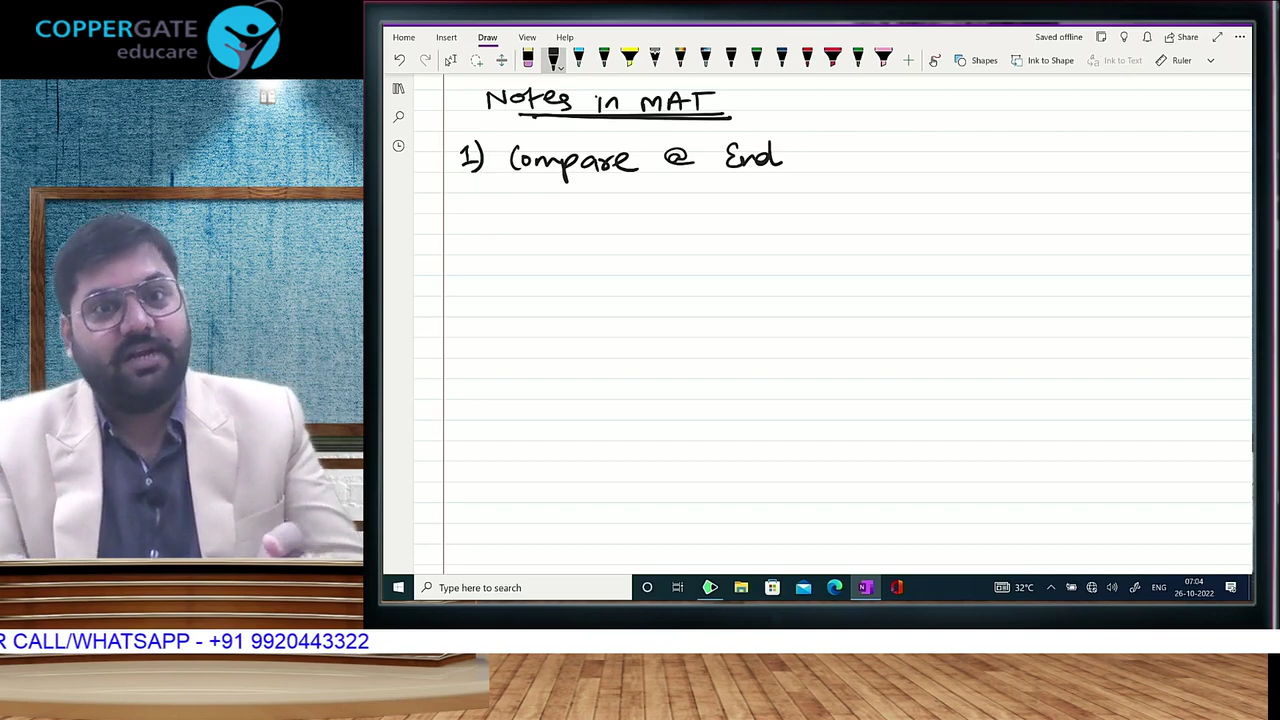 COPPERGATE
educare
Home Insert Draw View Help
Saved offline Share
Shapes Ink to Shape Ink to Text Ruler
Notes in MAT
1) Compare @ End
Type here to search
32°C ENG 07:04
26-10-2022
R CALL/WHATSAPP - +91 9920443322